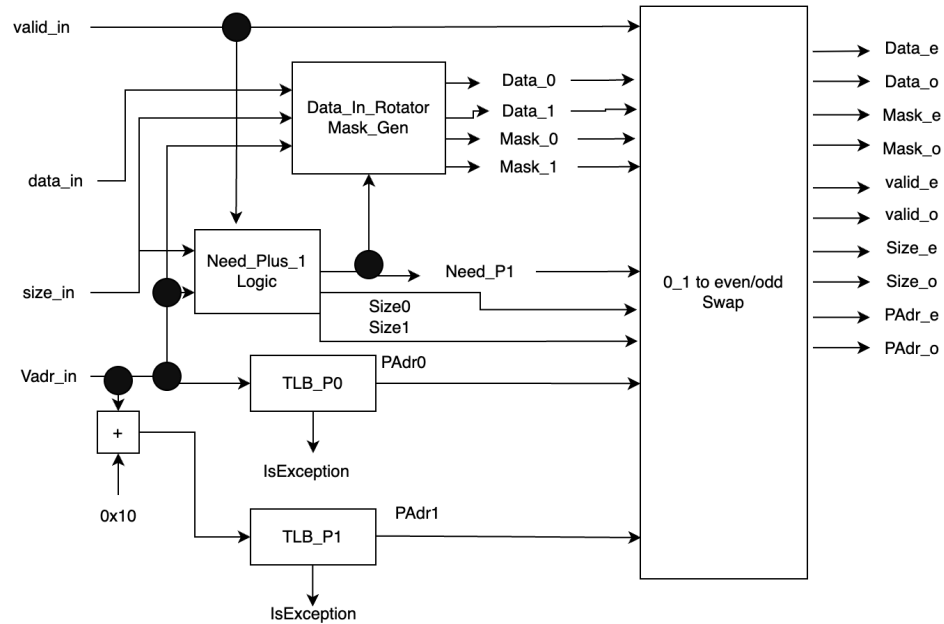 valid_in
data_in
size_in
Vadr_in
0x10
+
Data_In_Rotator
Mask_Gen
Need_Plus_1
Logic
TLB_P0
IsException
TLB_P1
IsException
Data_0
Data_1
Mask_0
Mask_1
Need_P1
Size0
Size1
PAdr0
PAdr1
0_1 to even/odd
Swap
Data_e
Data_o
Mask_e
Mask_o
valid_e
valid_o
Size_e
Size_o
PAdr_e
PAdr_o